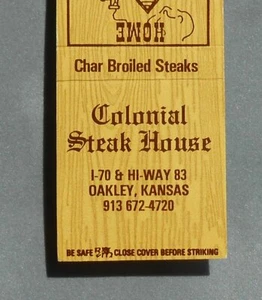 HOME
Char Broiled Steaks
Colonial
Steak House
I-70 & HI-WAY 83
OAKLEY, KANSAS
913 672-4720
BE SAFE CLOSE COVER BEFORE STRIKING